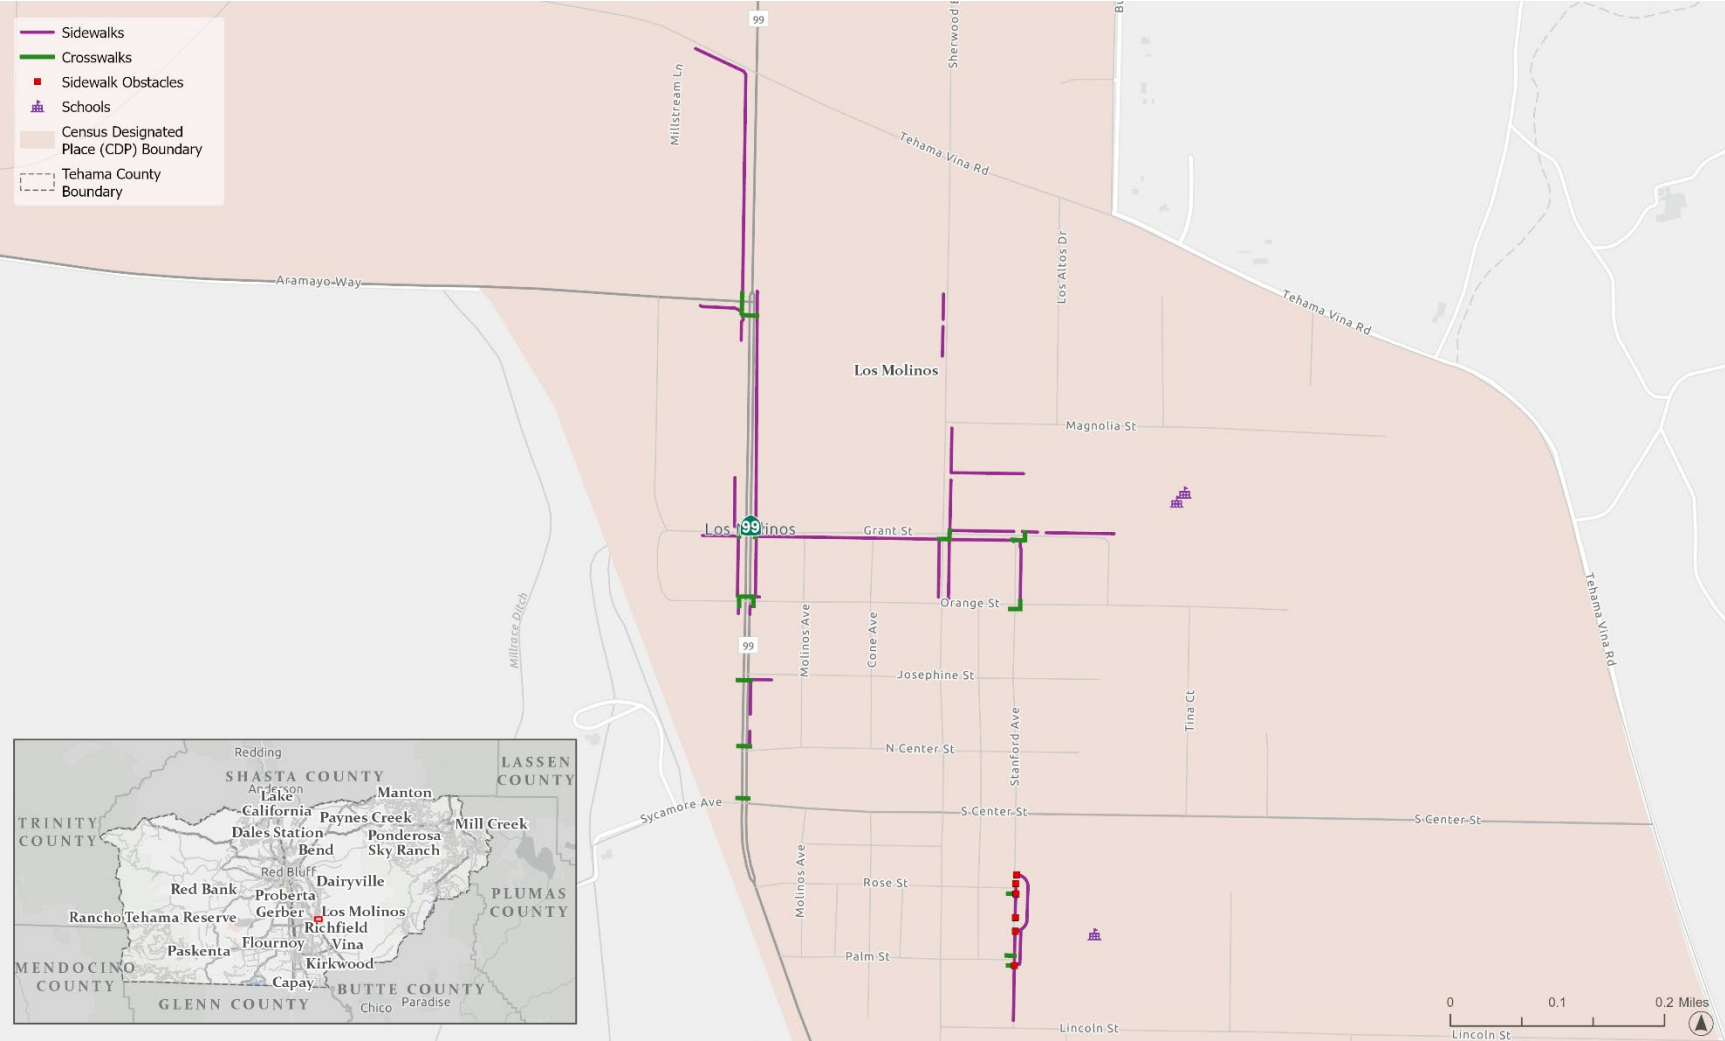 Sidewalks
Crosswalks
Sidewalk Obstacles
Schools
Census Designated
Place (CDP) Boundary
Tehama County
Boundary
99
Millstream Ln
Tehama Vina Rd
Aramayo Way
Los Altos Dr
Tehama Vina Rd
Los Molinos
Magnolia St
99
Grant St
Orange St
Millrace Ditch
99
Molinos Ave
Cone Ave
Josephine St
Stanford Ave
Tina Ct
Tehama Vina Rd
N Center St
Sycamore Ave
S Center St
S Center St
Molinos Ave
Rose St
Palm St
Lincoln St
Lincoln St
0 0.1 0.2 Miles
Redding
SHASTA COUNTY
Anderson
LASSEN
COUNTY
Lake
California
Manton
TRINITY
COUNTY
Dales Station
Paynes Creek
Mill Creek
Bend
Ponderosa
Sky Ranch
Red Bluff
Red Bank
Dairyville
Proberta
PLUMAS
COUNTY
Gerber
Los Molinos
Rancho Tehama Reserve
Richfield
Flournoy
Vina
Paskenta
Kirkwood
MENDOCINO
COUNTY
Capay
BUTTE COUNTY
GLENN COUNTY
Chico
Paradise